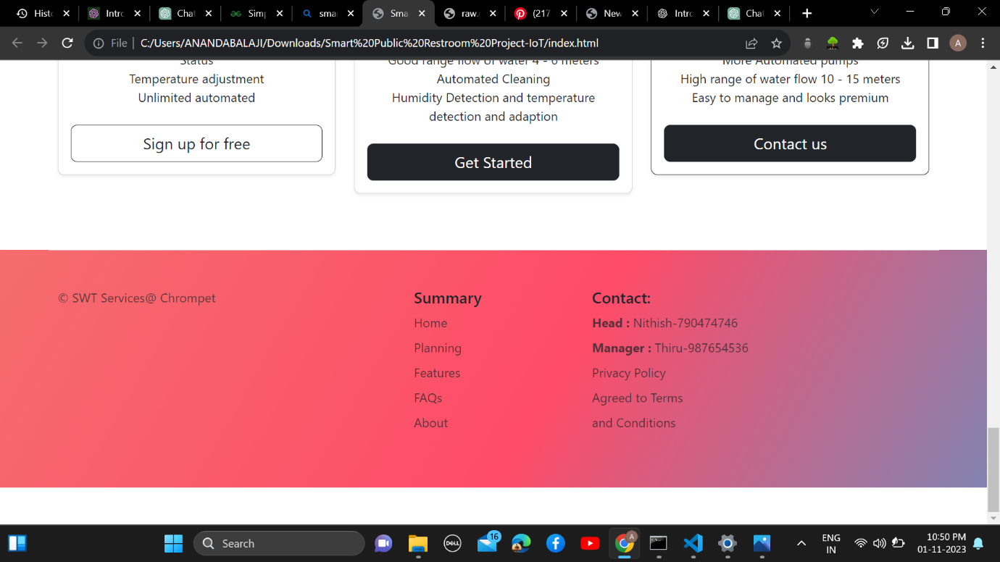 Histo
Intro
Chat
Simp
smar
Sma
raw.g
(217
New
Intro
Chat
File
C:/Users/ANANDABALAJI/Downloads/Smart%20Public%20Restroom%20Project-IoT/index.html
A
Status
Temperature adjustment
Unlimited automated
Sign up for free
Good range flow of water 4 - 6 meters
Automated Cleaning
Humidity Detection and temperature
detection and adaption
Get Started
More Automated pumps
High range of water flow 10 - 15 meters
Easy to manage and looks premium
Contact us
© SWT Services@ Chrompet
Summary
Home
Planning
Features
FAQs
About
Contact:
Head : Nithish-790474746
Manager : Thiru-987654536
Privacy Policy
Agreed to Terms
and Conditions
Search
DELL
16
A
ENG
IN
10:50 PM
01-11-2023